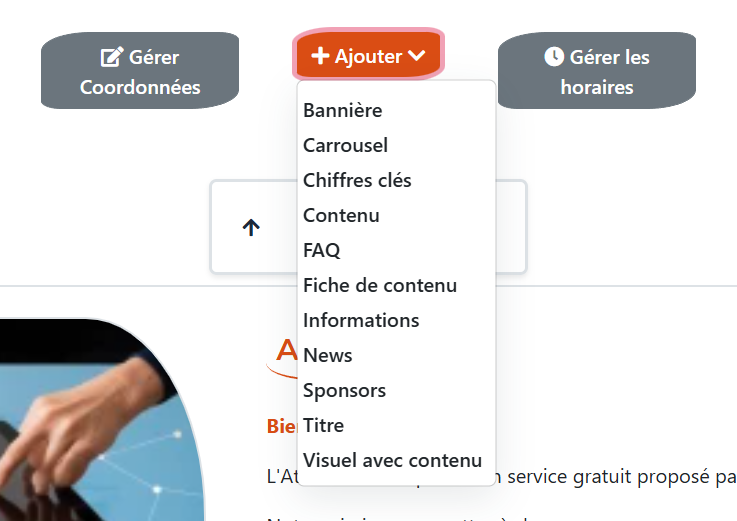 Gérer
Coordonnées
Ajouter
Gérer les
horaires
Bannière
Carrousel
Chiffres clés
Contenu
FAQ
Fiche de contenu
Informations
News
Sponsors
Titre
Visuel avec contenu
A
Bie
L'At
service gratuit proposé pa